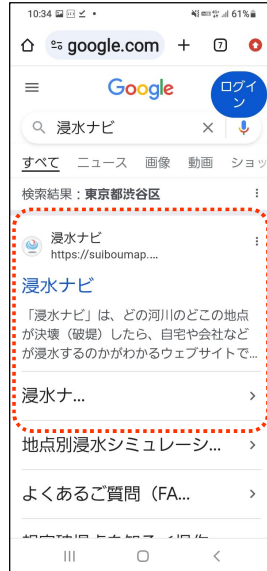 10:34 61%
google.com + 7
Google
ログイ
ン
浸水ナビ
すべて ニュース 画像 動画 ショッ
検索結果：東京都渋谷区
浸水ナビ
https://suiboumap....
浸水ナビ
「浸水ナビ」は、どの河川のどこの地点
が決壊（破堤）したら、自宅や会社など
が浸水するのかがわかるウェブサイトで...
浸水ナ...
地点別浸水シミュレーシ...
よくあるご質問（FA...